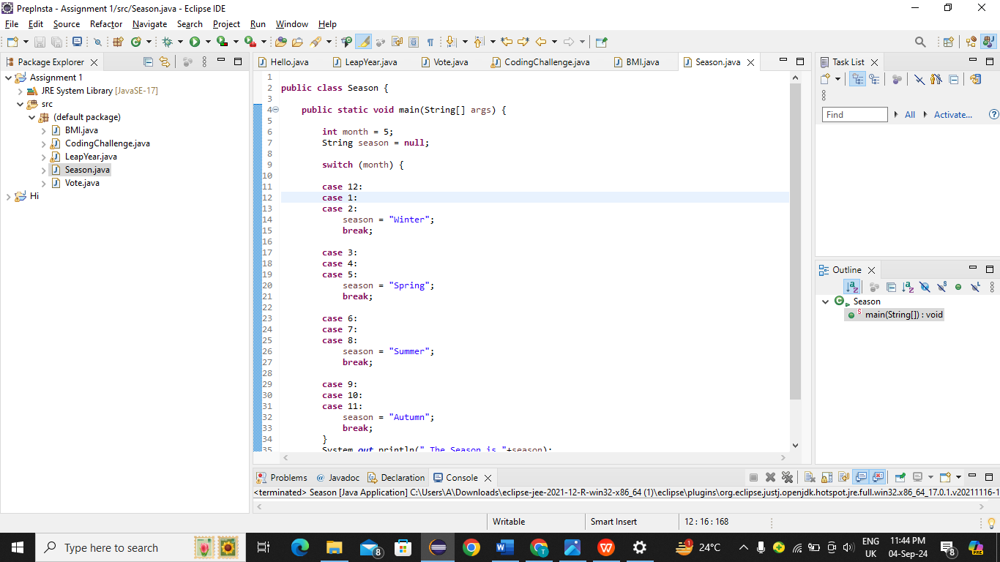 PrepInsta - Assignment 1/src/Season.java - Eclipse IDE
File Edit Source Refactor Navigate Search Project Run Window Help
Package Explorer
Assignment 1
JRE System Library [JavaSE-17]
src
(default package)
BMI.java
CodingChallenge.java
LeapYear.java
Season.java
Vote.java
Hi
Hello.java LeapYear.java Vote.java CodingChallenge.java BMI.java Season.java
1
2 public class Season {
3
4 public static void main(String[] args) {
5
6 int month = 5;
7 String season = null;
8
9 switch (month) {
10
11 case 12:
12 case 1:
13 case 2:
14 season = "Winter";
15 break;
16
17 case 3:
18 case 4:
19 case 5:
20 season = "Spring";
21 break;
22
23 case 6:
24 case 7:
25 case 8:
26 season = "Summer";
27 break;
28
29 case 9:
30 case 10:
31 case 11:
32 season = "Autumn";
33 break;
34 }
35 System.out.println(" The Season is "+season);
Task List
Find All Activate...
Outline
Season
main(String[]) : void
Problems @ Javadoc Declaration Console
<terminated> Season [Java Application] C:\Users\A\Downloads\eclipse-jee-2021-12-R-win32-x86_64 (1)\eclipse\plugins\org.eclipse.justj.openjdk.hotspot.jre.full.win32.x86_64_17.0.1.v20211116-1
Writable Smart Insert 12 : 16 : 168
Type here to search
8
24°C
ENG
UK
11:44 PM
04-Sep-24
8